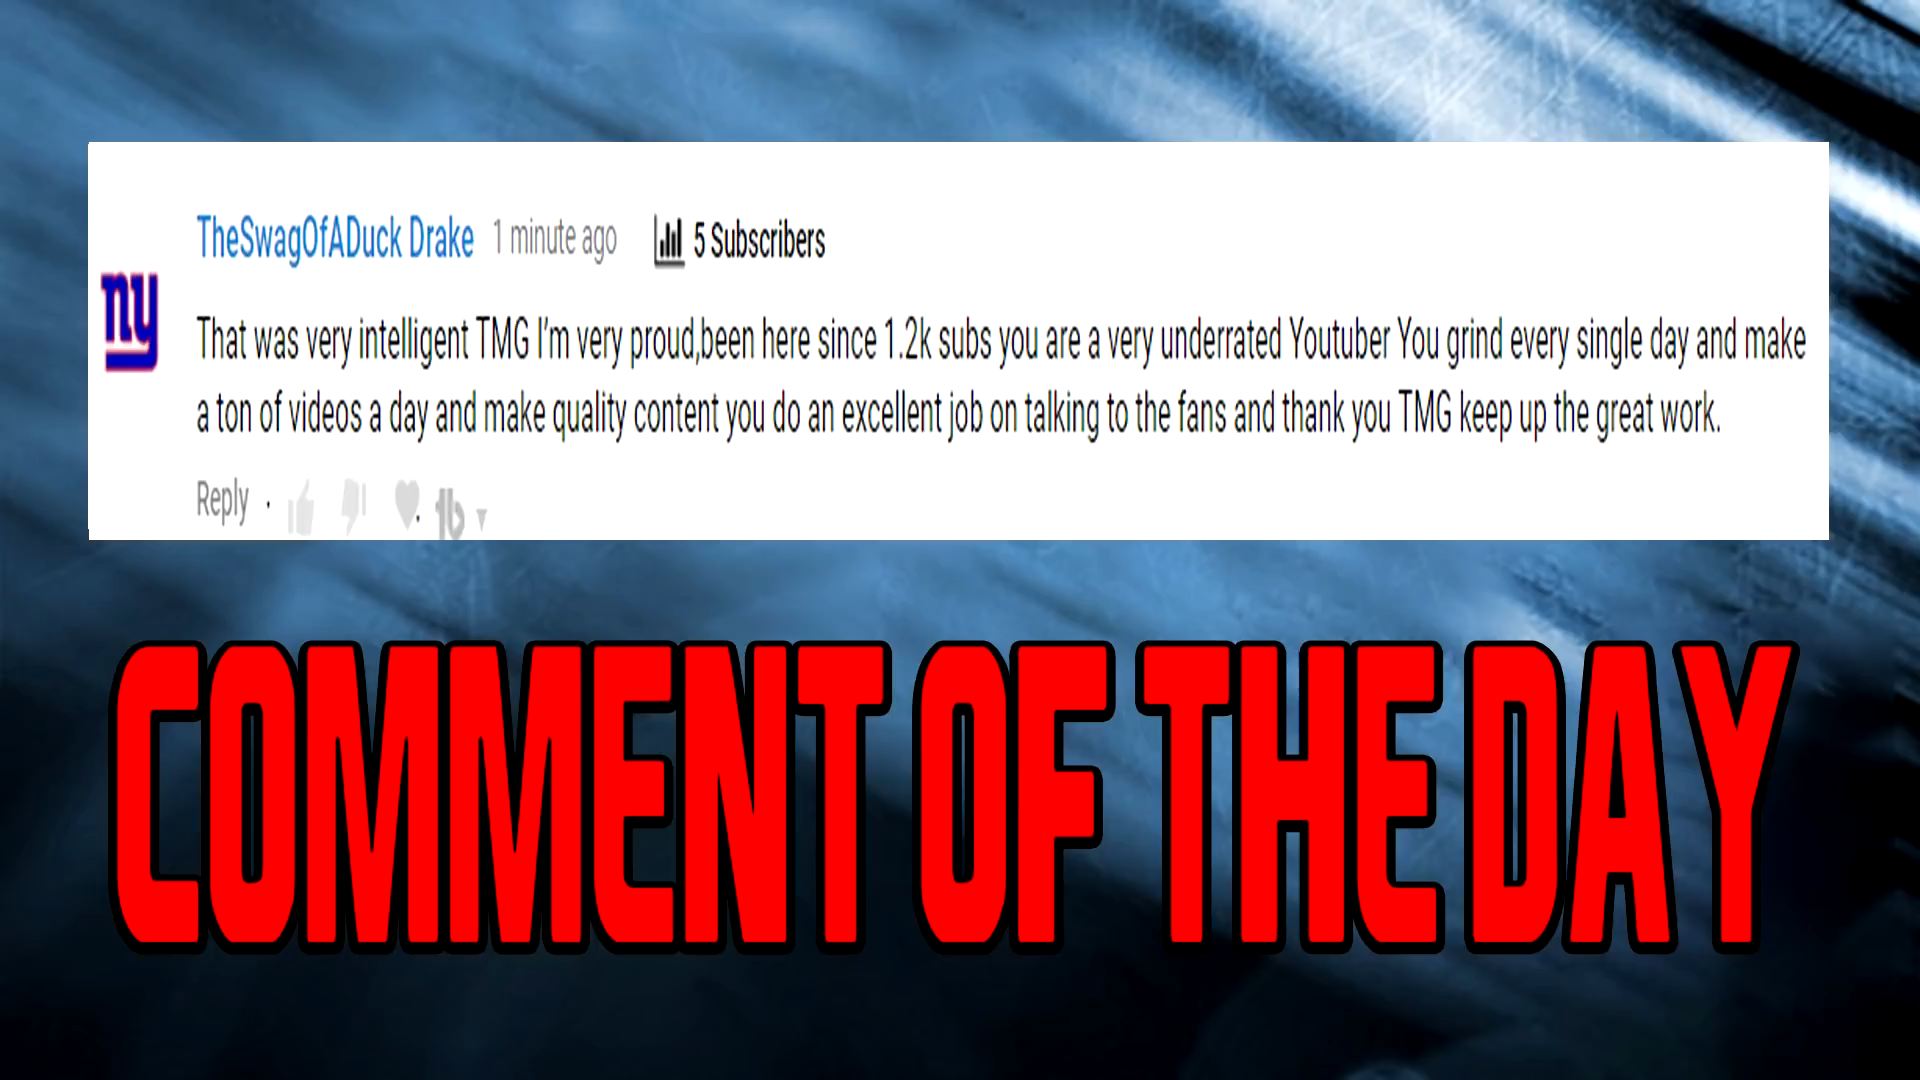 TheSwagOfADuck Drake 1 minute ago 5 Subscribers
ny
That was very intelligent TMG I'm very proud,been here since 1.2k subs you are a very underrated Youtuber You grind every single day and make
a ton of videos a day and make quality content you do an excellent job on talking to the fans and thank you TMG keep up the great work.
Reply · tb
COMMENT OF THE DAY